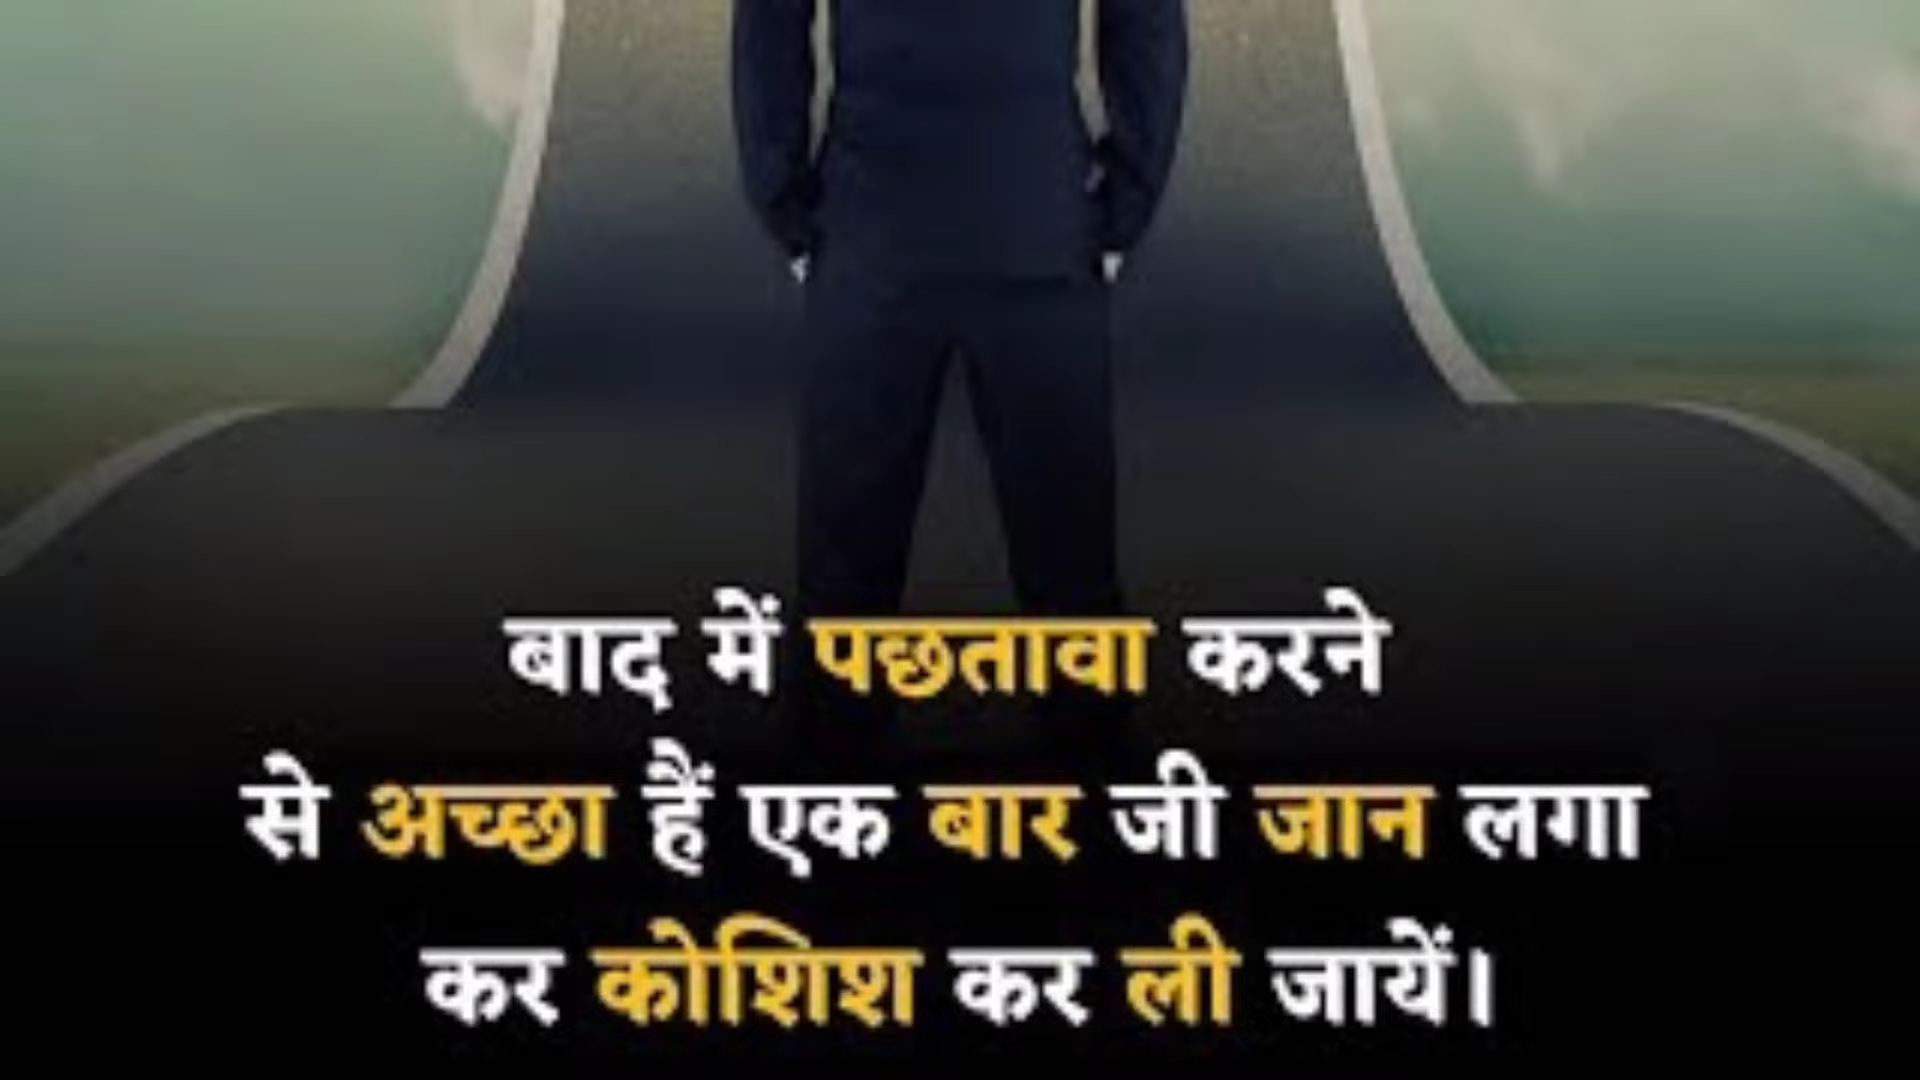 बाद में पछतावा करने
से अच्छा हैं एक बार जी जान लगा
कर कोशिश कर ली जायें।